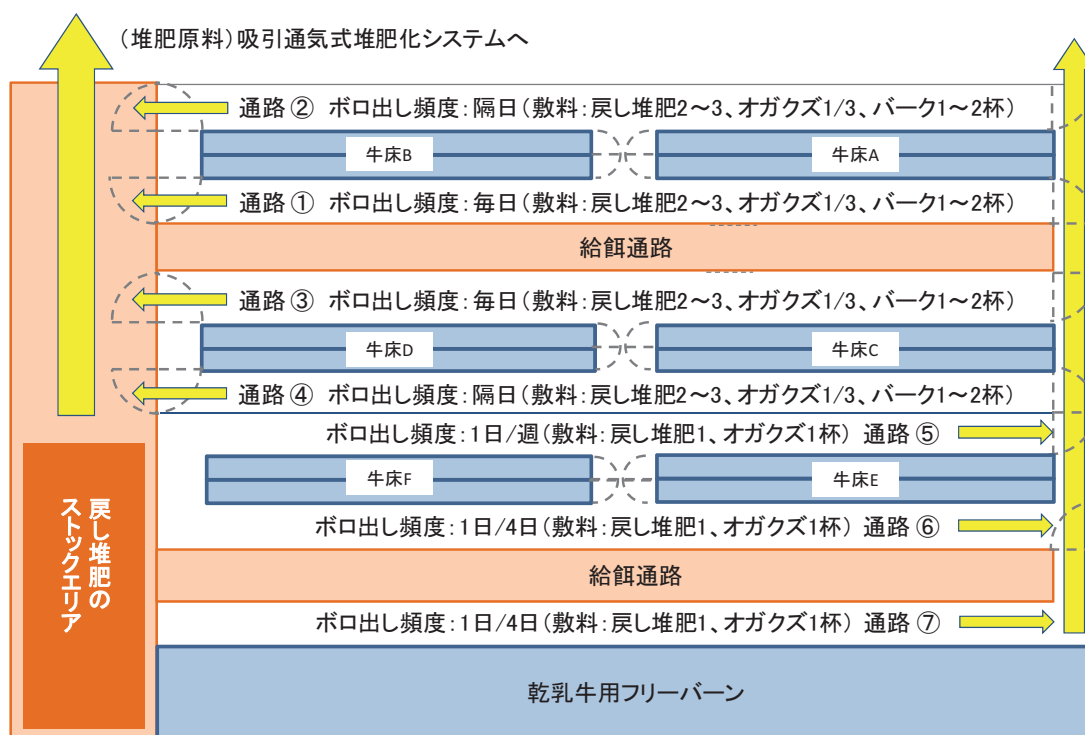 (堆肥原料)吸引通気式堆肥化システムへ
通路② ボロ出し頻度:隔日(敷料:戻し堆肥2～3、オガクズ1/3、バーク1～2杯)
牛床B
牛床A
通路① ボロ出し頻度:毎日(敷料:戻し堆肥2～3、オガクズ1/3、バーク1～2杯)
給餌通路
通路③ ボロ出し頻度:毎日(敷料:戻し堆肥2～3、オガクズ1/3、バーク1～2杯)
牛床D
牛床C
通路④ ボロ出し頻度:隔日(敷料:戻し堆肥2～3、オガクズ1/3、バーク1～2杯)
ボロ出し頻度:1日/週(敷料:戻し堆肥1、オガクズ1杯) 通路⑤
牛床F
牛床E
ボロ出し頻度:1日/4日(敷料:戻し堆肥1、オガクズ1杯) 通路⑥
給餌通路
ボロ出し頻度:1日/4日(敷料:戻し堆肥1、オガクズ1杯) 通路⑦
乾乳牛用フリーバーン
戻し堆肥の
ストックエリア